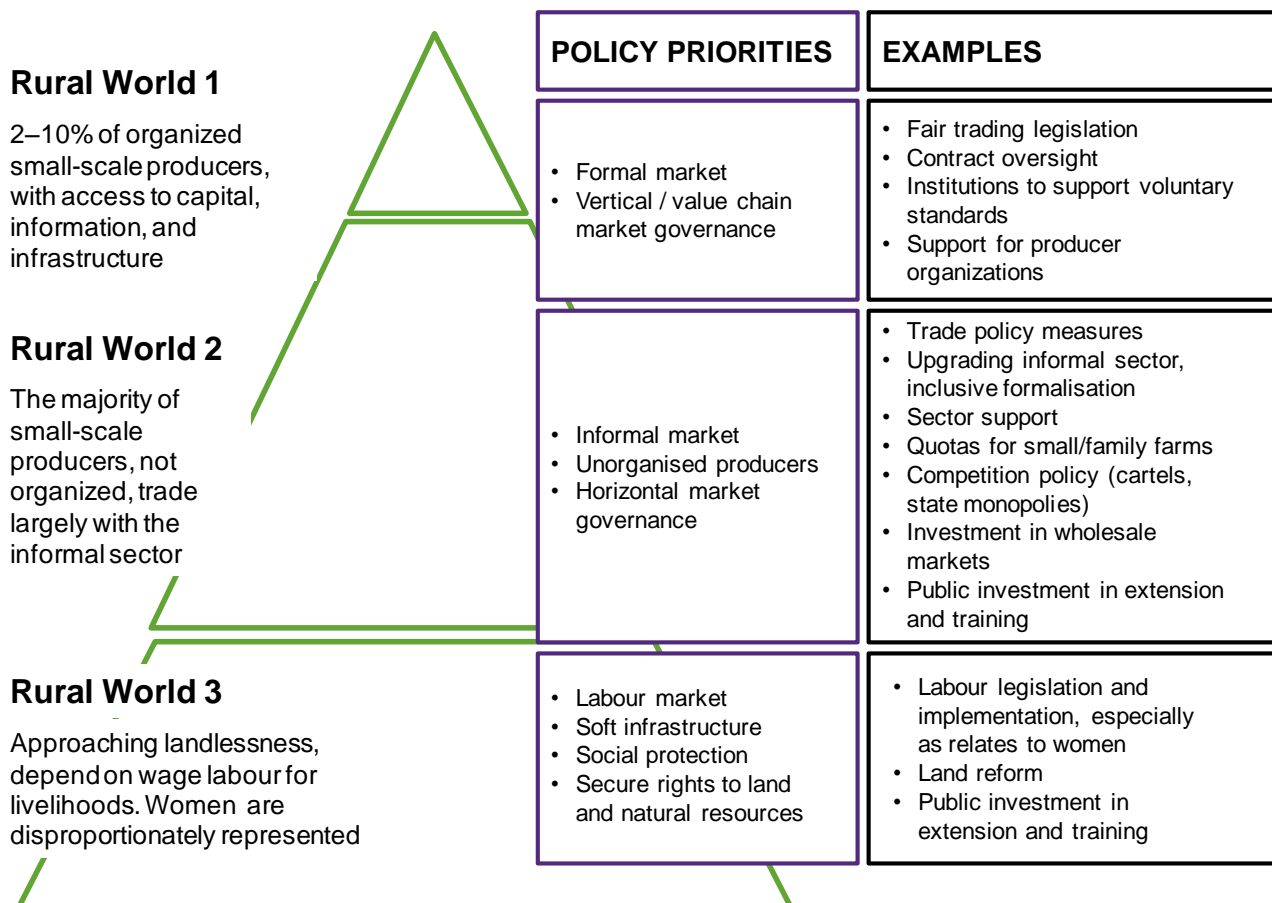 POLICY PRIORITIES
EXAMPLES
Rural World 1
2–10% of organized
small-scale producers,
with access to capital,
information, and
infrastructure
• Formal market
• Vertical / value chain
market governance
• Fair trading legislation
• Contract oversight
• Institutions to support voluntary
standards
• Support for producer
organizations
Rural World 2
The majority of
small-scale
producers, not
organized, trade
largely with the
informal sector
• Informal market
• Unorganised producers
• Horizontal market
governance
• Trade policy measures
• Upgrading informal sector,
inclusive formalisation
• Sector support
• Quotas for small/family farms
• Competition policy (cartels,
state monopolies)
• Investment in wholesale
markets
• Public investment in extension
and training
Rural World 3
Approaching landlessness,
depend on wage labour for
livelihoods. Women are
disproportionately represented
• Labour market
• Soft infrastructure
• Social protection
• Secure rights to land
and natural resources
• Labour legislation and
implementation, especially
as relates to women
• Land reform
• Public investment in
extension and training